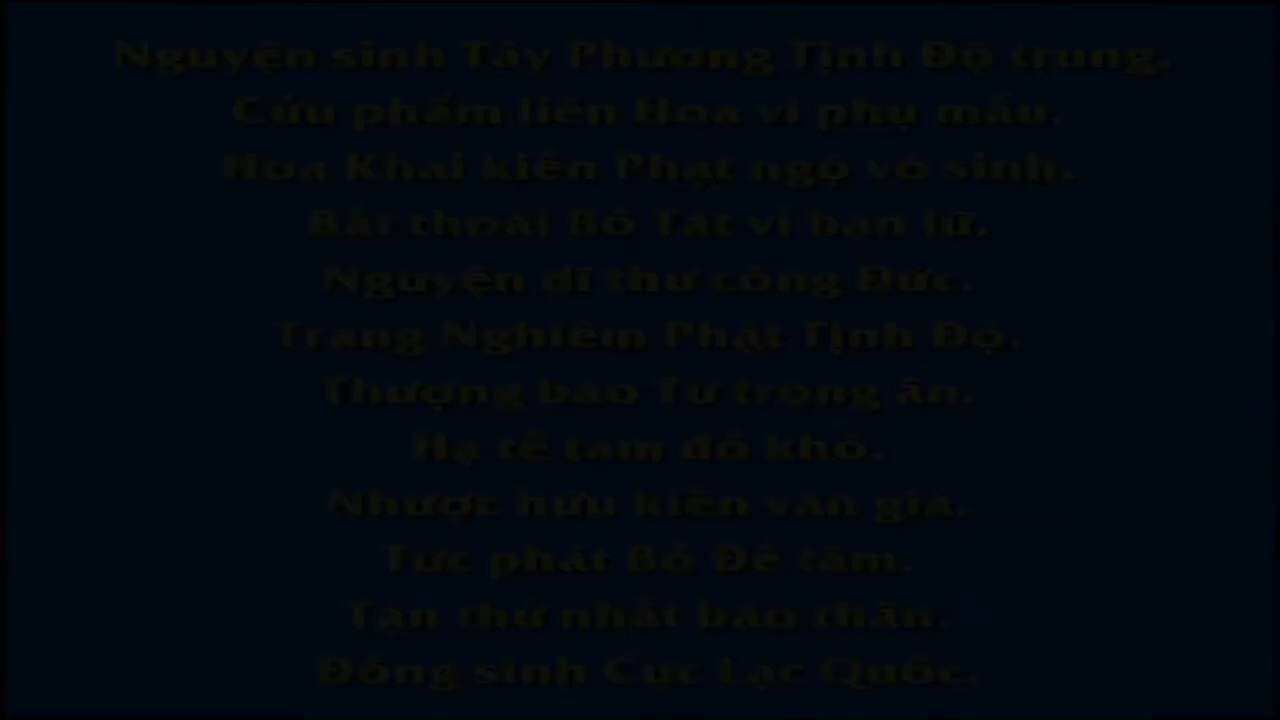 Nguyện sinh Tây Phương Tịnh Độ trung.
Cửu phẩm liên Hoa vi phụ mẫu.
Hoa Khai kiến Phật ngộ vô sinh.
Bất thoái Bồ Tát vi bạn lữ.
Nguyện dĩ thử công Đức.
Trang Nghiêm Phật Tịnh Độ.
Thượng báo Tứ trọng ân.
Hạ tế tam đồ khổ.
Nhược hữu kiến văn giả.
Tức phát Bồ Đề tâm.
Tận thử nhất báo thân.
Đồng sinh Cực Lạc Quốc.